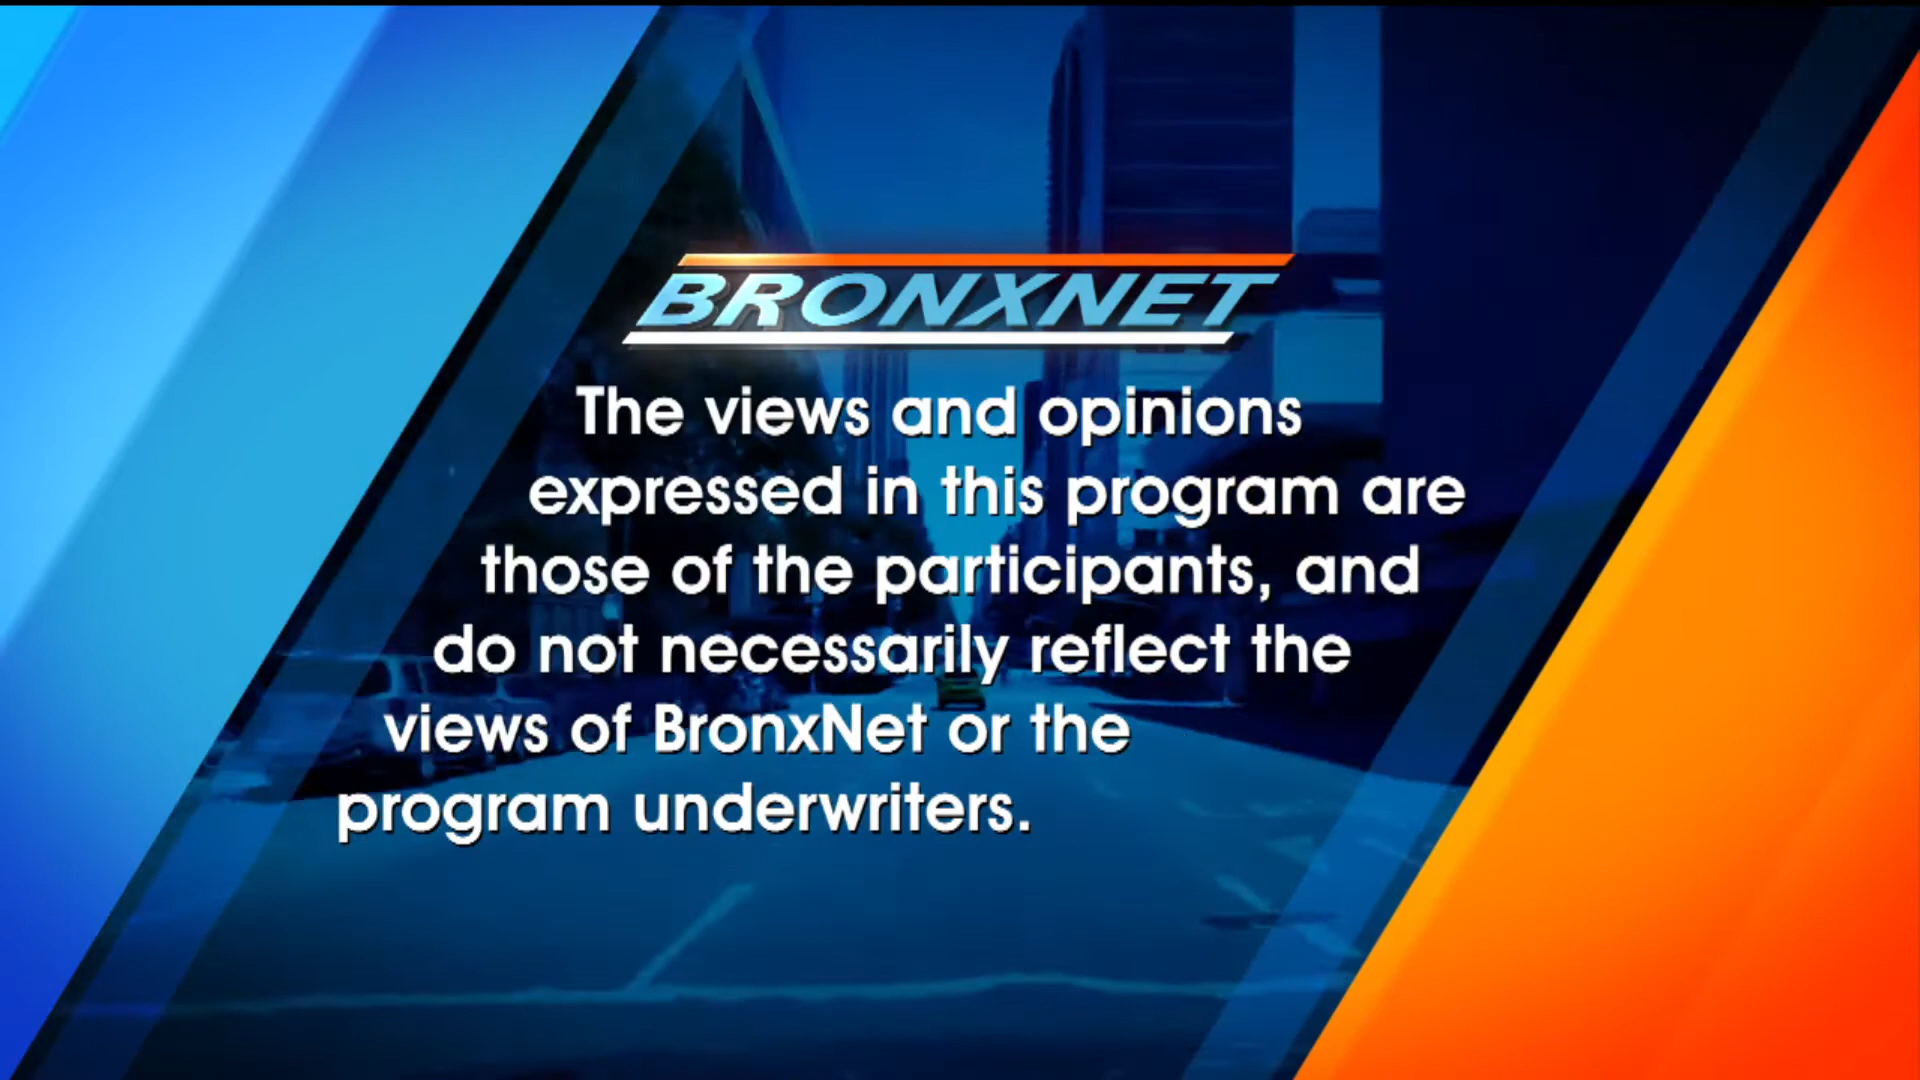 BRONXNET
The views and opinions
expressed in this program are
those of the participants, and
do not necessarily reflect the
views of BronxNet or the
program underwriters.